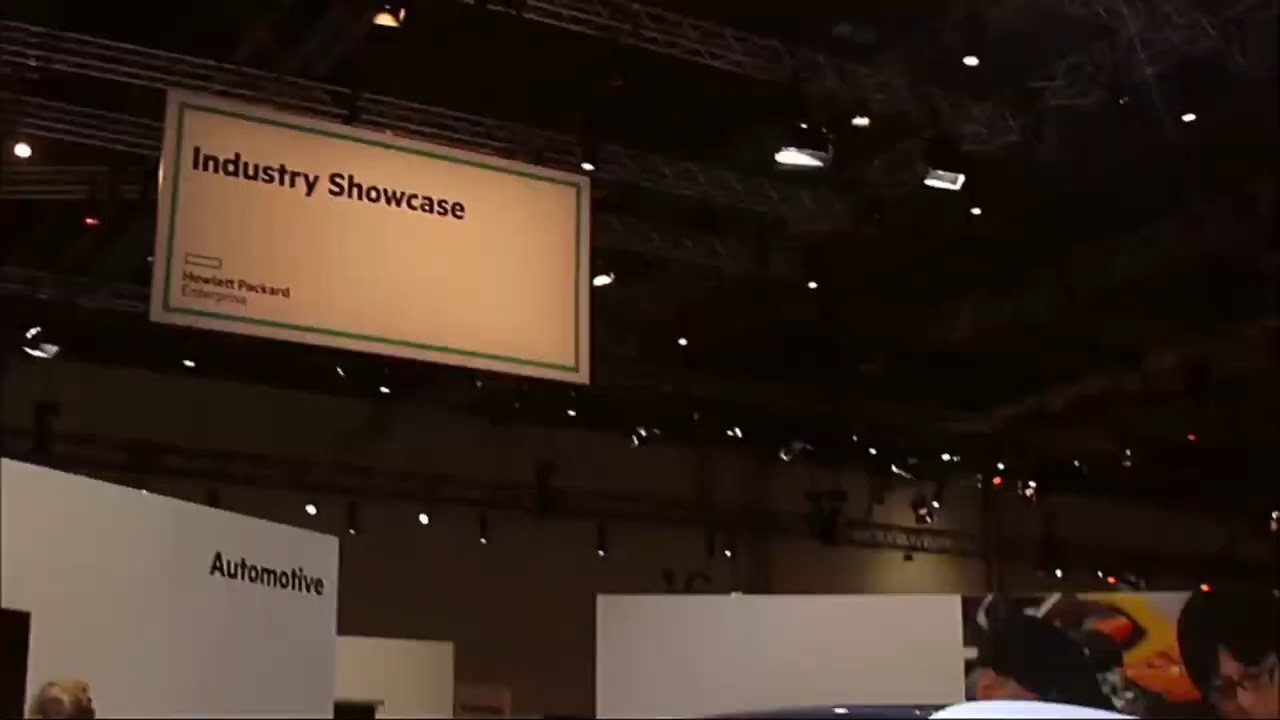 Industry Showcase
Hewlett Packard
Enterprise
Automotive